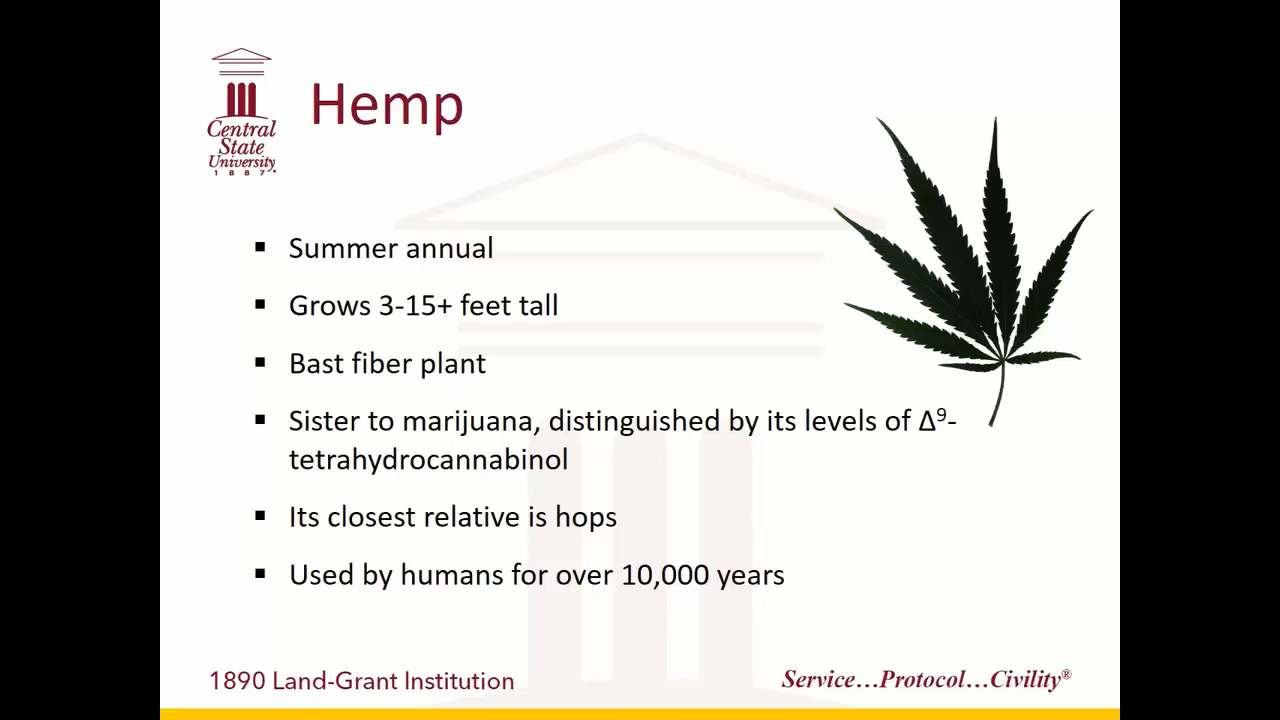 Central
State
University
1887
Hemp
▪ Summer annual
▪ Grows 3-15+ feet tall
▪ Bast fiber plant
▪ Sister to marijuana, distinguished by its levels of Δ⁹-
tetrahydrocannabinol
▪ Its closest relative is hops
▪ Used by humans for over 10,000 years
1890 Land-Grant Institution
Service…Protocol…Civility®